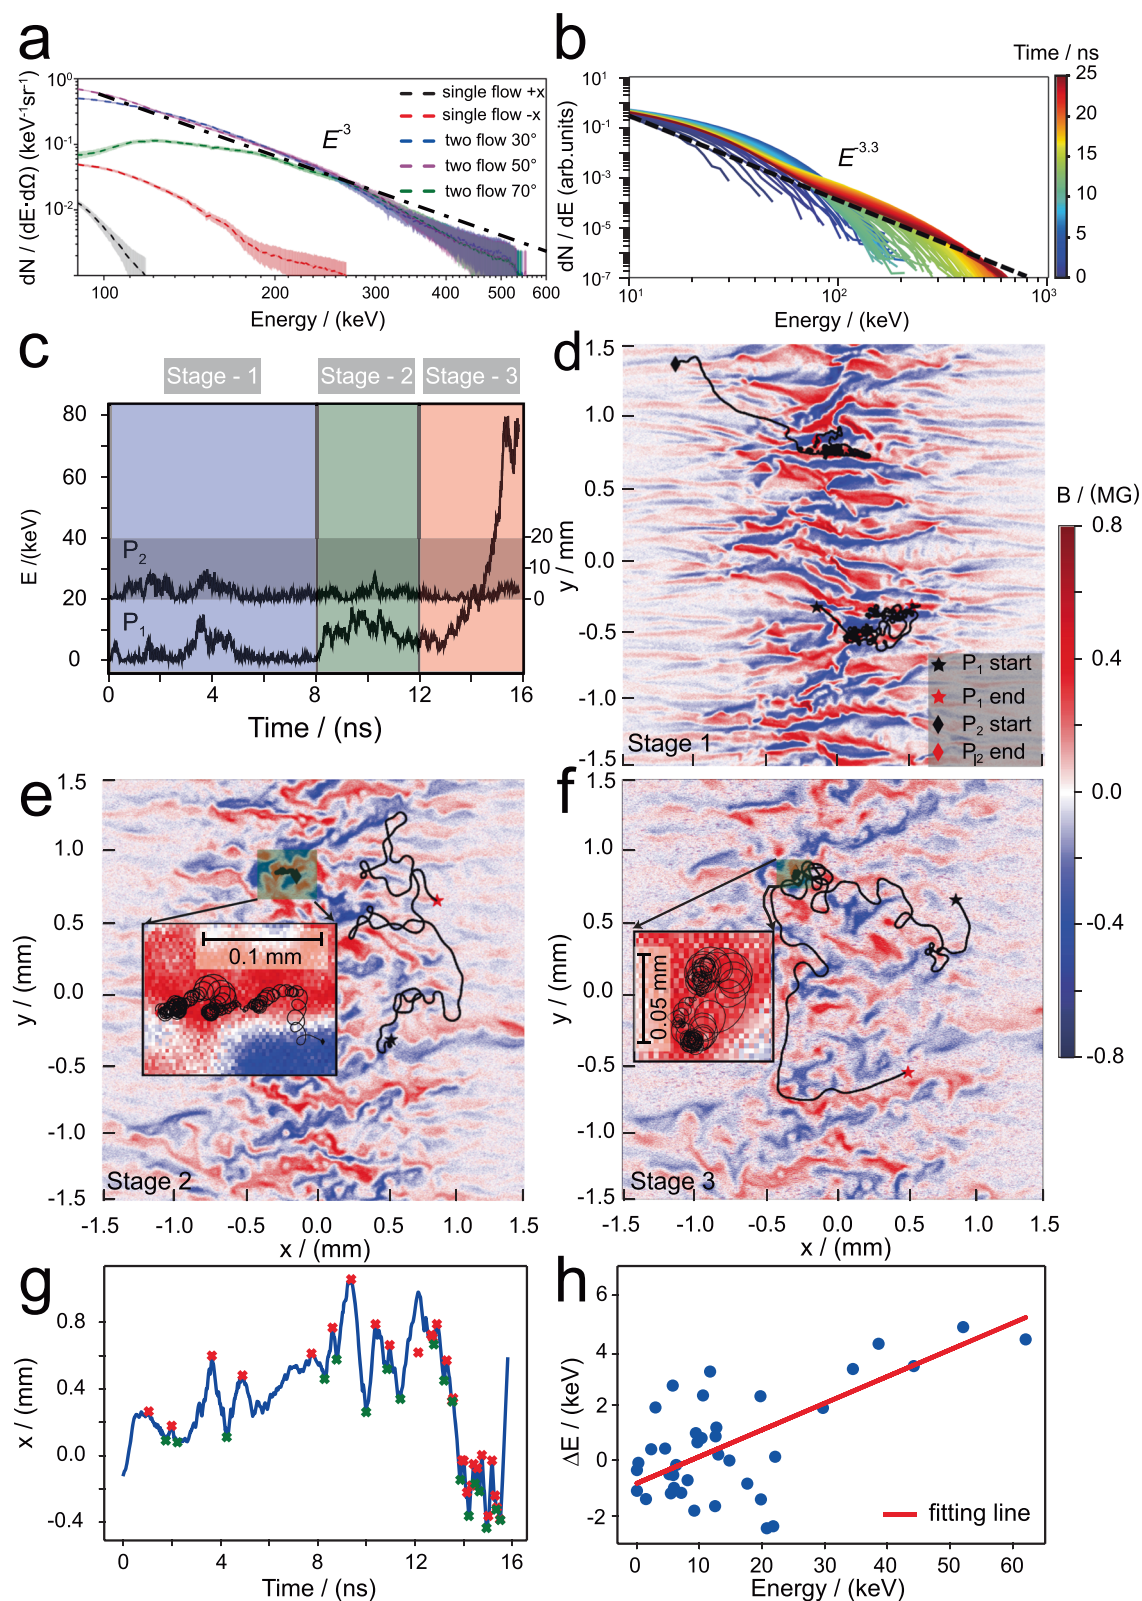 a
10⁰
10⁻¹
10⁻²
dN / (dE·dΩ) (keV⁻¹sr⁻¹)
single flow +x
single flow -x
two flow 30°
two flow 50°
two flow 70°
E⁻³
100
200
300
400
500
600
Energy / (keV)
b
Time / ns
10¹
10⁻¹
10⁻³
10⁻⁵
10⁻⁷
dN / dE (arb.units)
E⁻³·³
10¹
10²
10³
Energy / (keV)
25
20
15
10
5
0
c
Stage - 1
Stage - 2
Stage - 3
80
60
40
20
0
E /(keV)
P₂
P₁
20
10
0
y / mm
0
4
8
12
16
Time / (ns)
d
1.5
1.0
0.5
0.0
-0.5
-1.0
-1.5
P₁ start
P₁ end
P₂ start
P₂ end
Stage 1
B / (MG)
0.8
0.4
0.0
-0.4
-0.8
e
1.5
1.0
0.5
0.0
-0.5
-1.0
-1.5
y / (mm)
0.1 mm
Stage 2
-1.5
-1.0
-0.5
0.0
0.5
1.0
1.5
x / (mm)
f
1.5
1.0
0.5
0.0
-0.5
-1.0
-1.5
y / (mm)
0.05 mm
Stage 3
-1.5
-1.0
-0.5
0.0
0.5
1.0
1.5
x / (mm)
g
0.8
0.4
0.0
-0.4
x / (mm)
0
4
8
12
16
Time / (ns)
h
6
4
2
0
-2
ΔE / (keV)
fitting line
0
10
20
30
40
50
60
Energy / (keV)